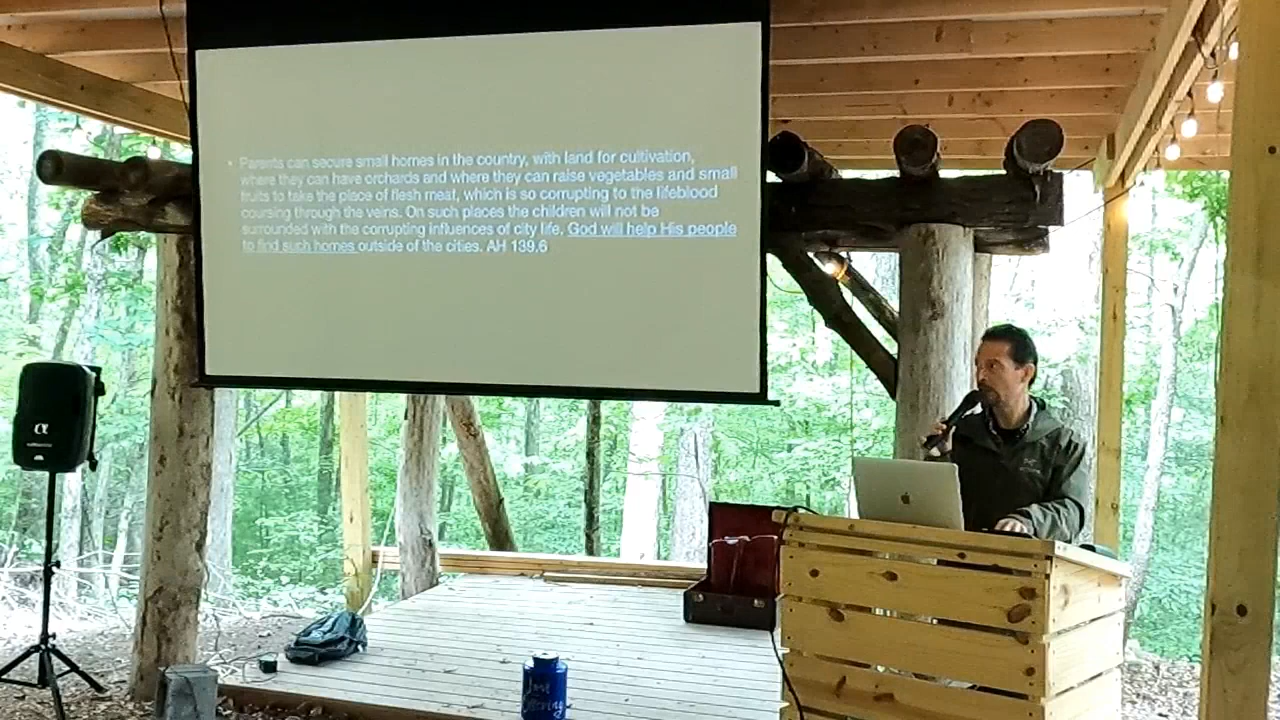 • Parents can secure small homes in the country, with land for cultivation,
where they can have orchards and where they can raise vegetables and small
fruits to take the place of flesh meat, which is so corrupting to the lifeblood
coursing through the veins. On such places the children will not be
surrounded with the corrupting influences of city life. God will help His people
to find such homes outside of the cities. AH 139.6